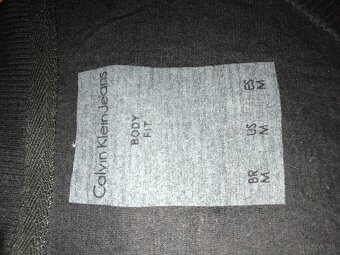 Calvin Klein Jeans
BODY
FIT
BR US ES
M M M